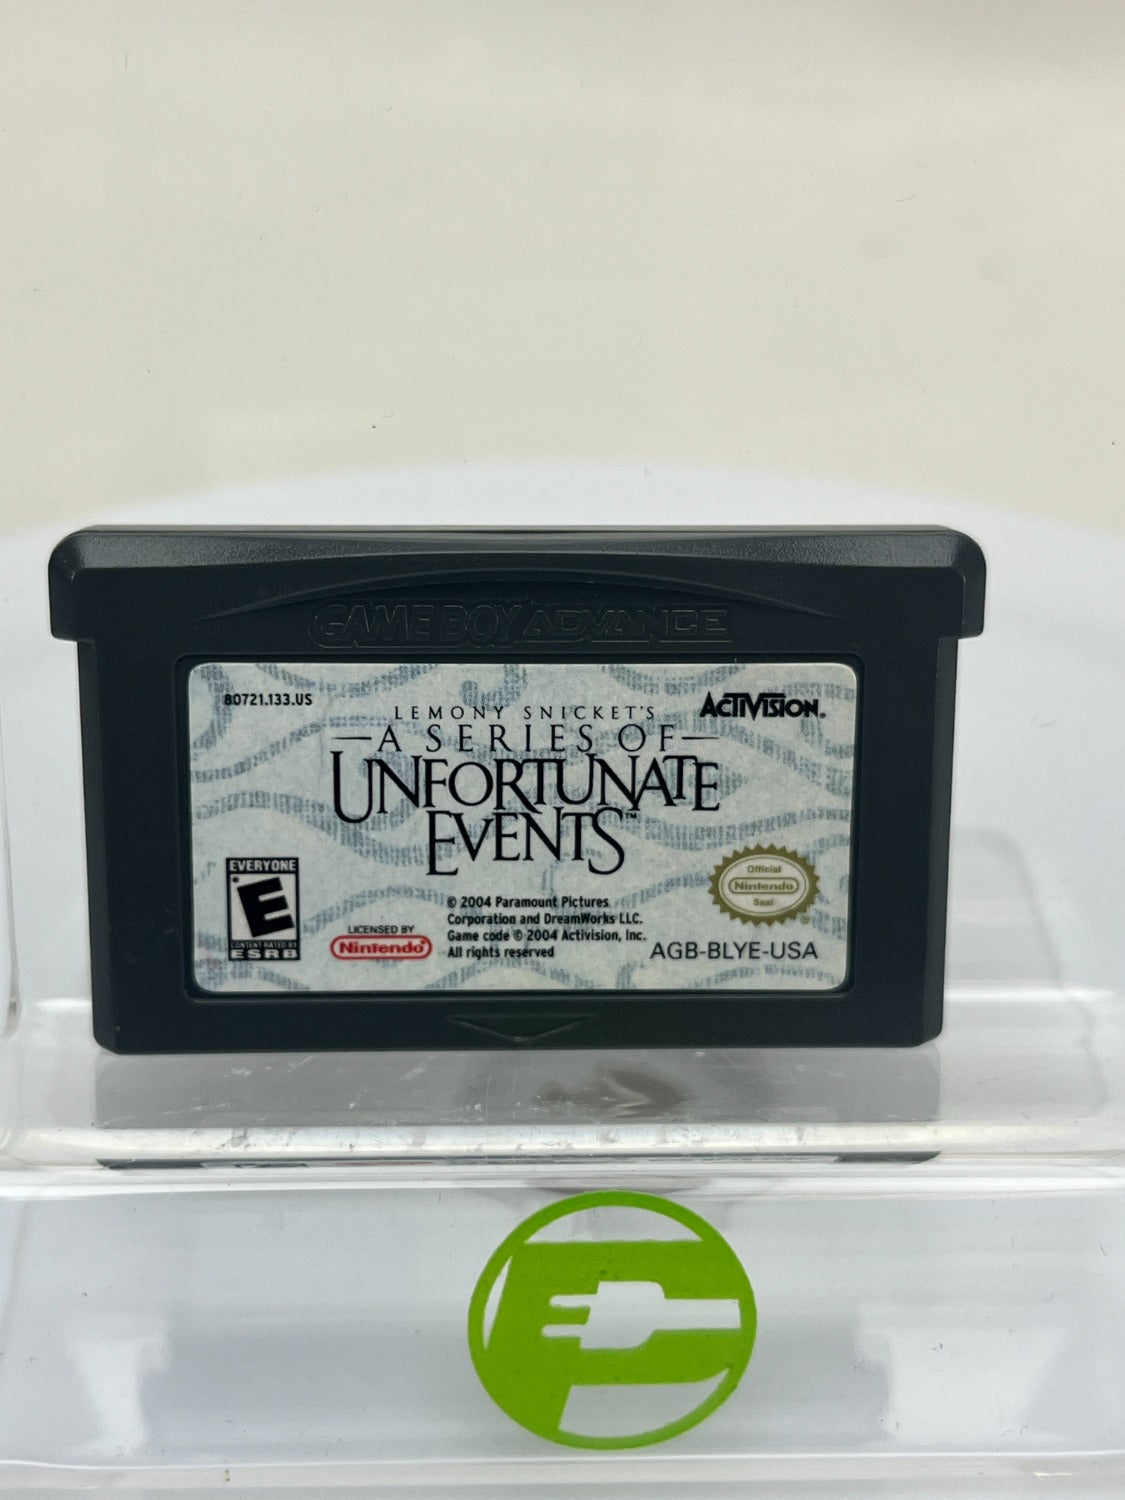 GAME BOY ADVANCE
80721.133.US
ACTIVISION.
LEMONY SNICKET'S
A SERIES OF
UNFORTUNATE
EVENTS™
EVERYONE
E
CONTENT RATED BY
ESRB
LICENSED BY
Nintendo®
© 2004 Paramount Pictures
Corporation and DreamWorks LLC.
Game code © 2004 Activision, Inc.
All rights reserved
Official
Nintendo
Seal
AGB-BLYE-USA